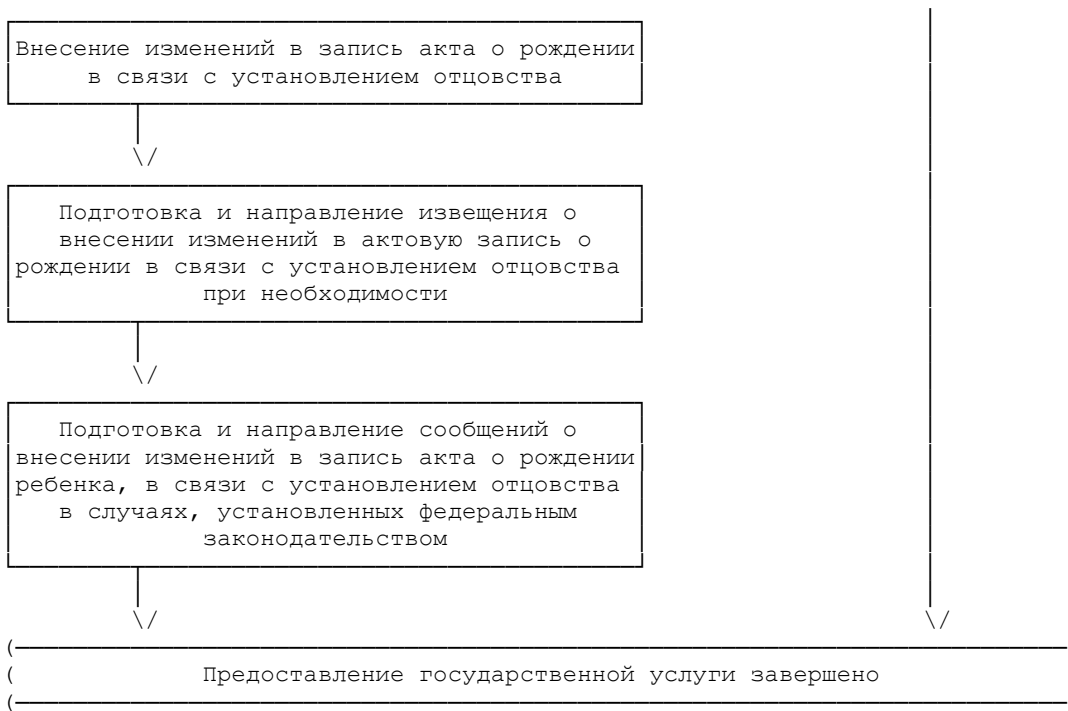 Внесение изменений в запись акта о рождении
в связи с установлением отцовства
Подготовка и направление извещения о
внесении изменений в актовую запись о
рождении в связи с установлением отцовства
при необходимости
Подготовка и направление сообщений о
внесении изменений в запись акта о рождении
ребенка, в связи с установлением отцовства
в случаях, установленных федеральным
законодательством
Предоставление государственной услуги завершено